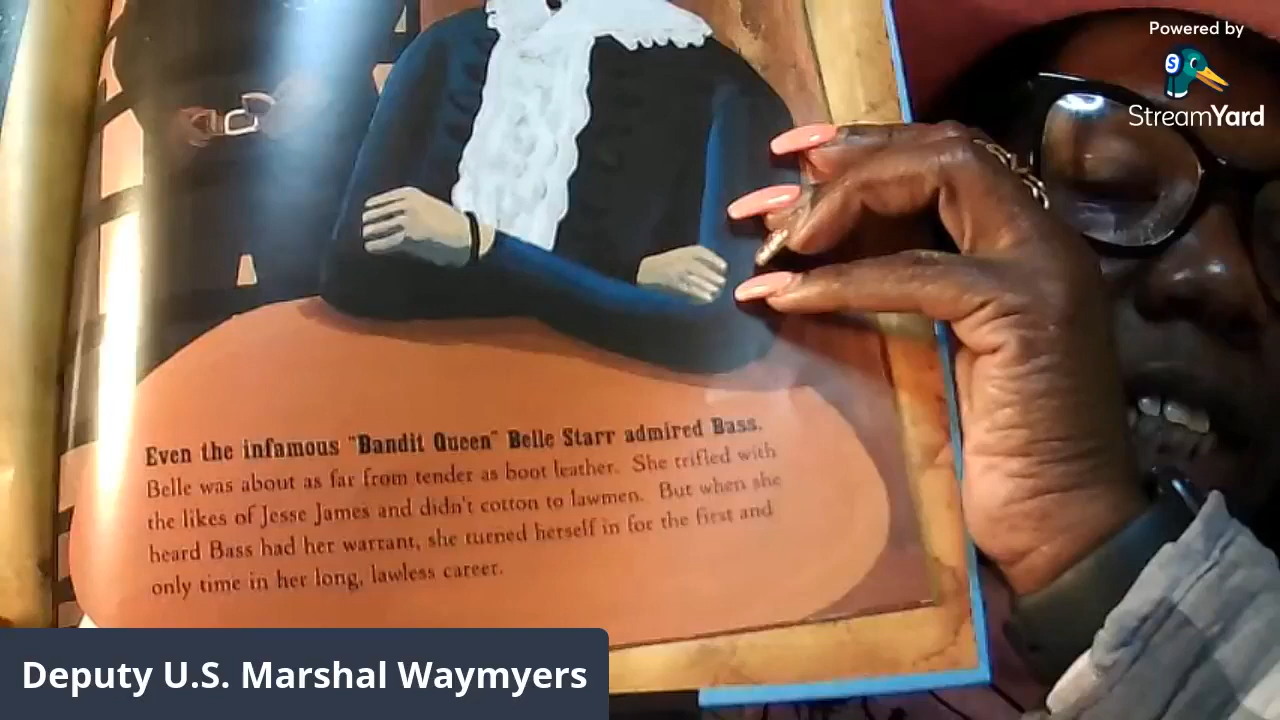 Powered by
StreamYard
Even the infamous "Bandit Queen" Belle Starr admired Bass.
Belle was about as far from tender as boot leather. She trifled with
the likes of Jesse James and didn't cotton to lawmen. But when she
heard Bass had her warrant, she turned herself in for the first and
only time in her long, lawless career.
Deputy U.S. Marshal Waymyers